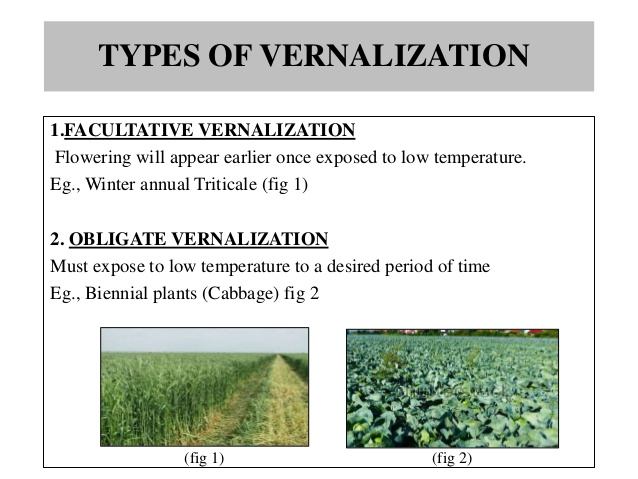 TYPES OF VERNALIZATION
1.FACULTATIVE VERNALIZATION
Flowering will appear earlier once exposed to low temperature.
Eg., Winter annual Triticale (fig 1)
2. OBLIGATE VERNALIZATION
Must expose to low temperature to a desired period of time
Eg., Biennial plants (Cabbage) fig 2
(fig 1)
(fig 2)